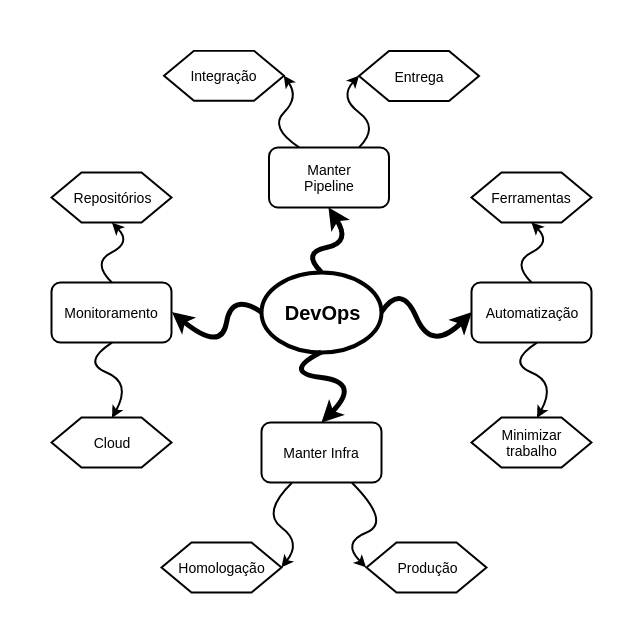 Integração
Entrega
Manter
Pipeline
Repositórios
Ferramentas
Monitoramento
DevOps
Automatização
Cloud
Manter Infra
Minimizar
trabalho
Homologação
Produção